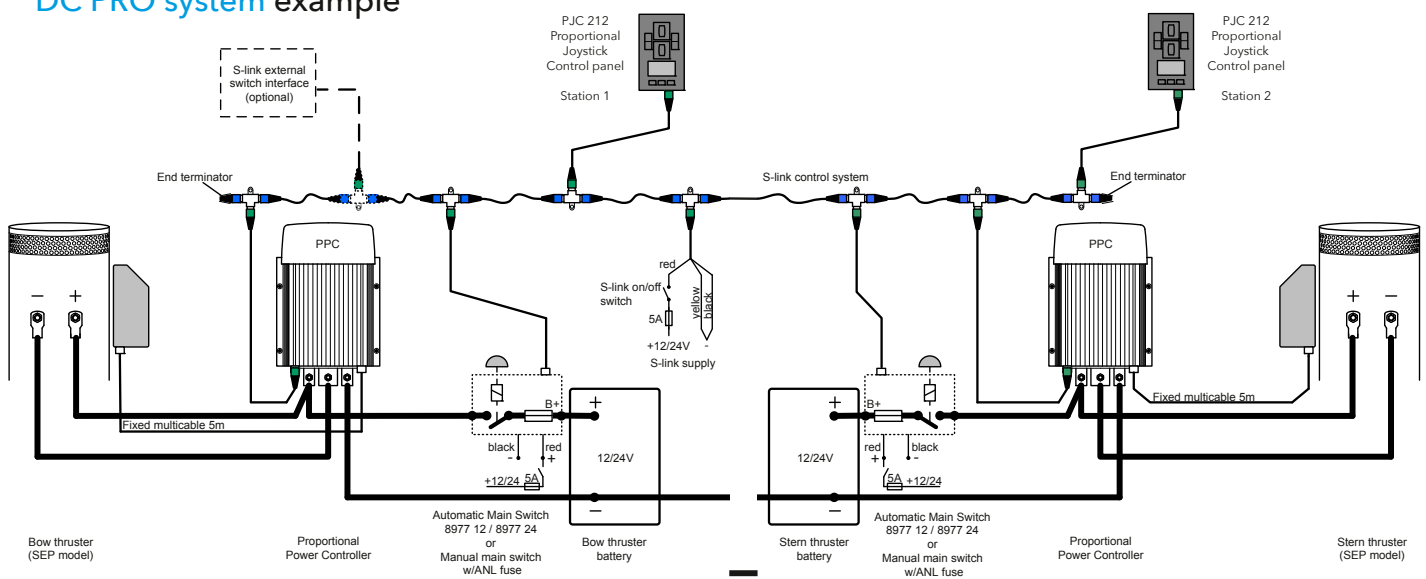 DC PRO system example
PJC 212
Proportional
Joystick
Control panel
Station 1
PJC 212
Proportional
Joystick
Control panel
Station 2
S-link external
switch interface
(optional)
End terminator
S-link control system
End terminator
PPC
PPC
red
S-link on/off
switch
yellow
black
5A
+12/24V
-
S-link supply
− +
+ −
Fixed multicable 5m
Fixed multicable 5m
B+
+
B+
+
black
-
red
+
12/24V
+12/24
5A
−
12/24V
red
+
black
-
5A
+12/24
−
Automatic Main Switch
8977 12 / 8977 24
or
Manual main switch
w/ANL fuse
Automatic Main Switch
8977 12 / 8977 24
or
Manual main switch
w/ANL fuse
Bow thruster
(SEP model)
Proportional
Power Controller
Bow thruster
battery
Stern thruster
battery
Proportional
Power Controller
Stern thruster
(SEP model)